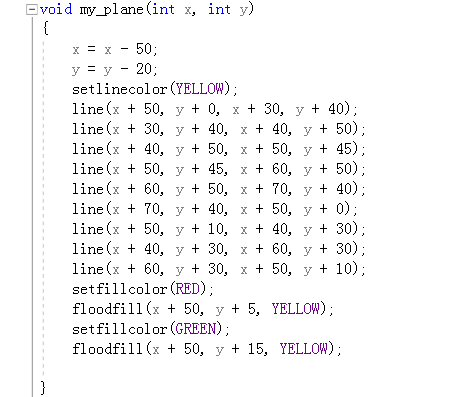 void my_plane(int x, int y)
{
x = x - 50;
y = y - 20;
setlinecolor(YELLOW);
line(x + 50, y + 0, x + 30, y + 40);
line(x + 30, y + 40, x + 40, y + 50);
line(x + 40, y + 50, x + 50, y + 45);
line(x + 50, y + 45, x + 60, y + 50);
line(x + 60, y + 50, x + 70, y + 40);
line(x + 70, y + 40, x + 50, y + 0);
line(x + 50, y + 10, x + 40, y + 30);
line(x + 40, y + 30, x + 60, y + 30);
line(x + 60, y + 30, x + 50, y + 10);
setfillcolor(RED);
floodfill(x + 50, y + 5, YELLOW);
setfillcolor(GREEN);
floodfill(x + 50, y + 15, YELLOW);
}